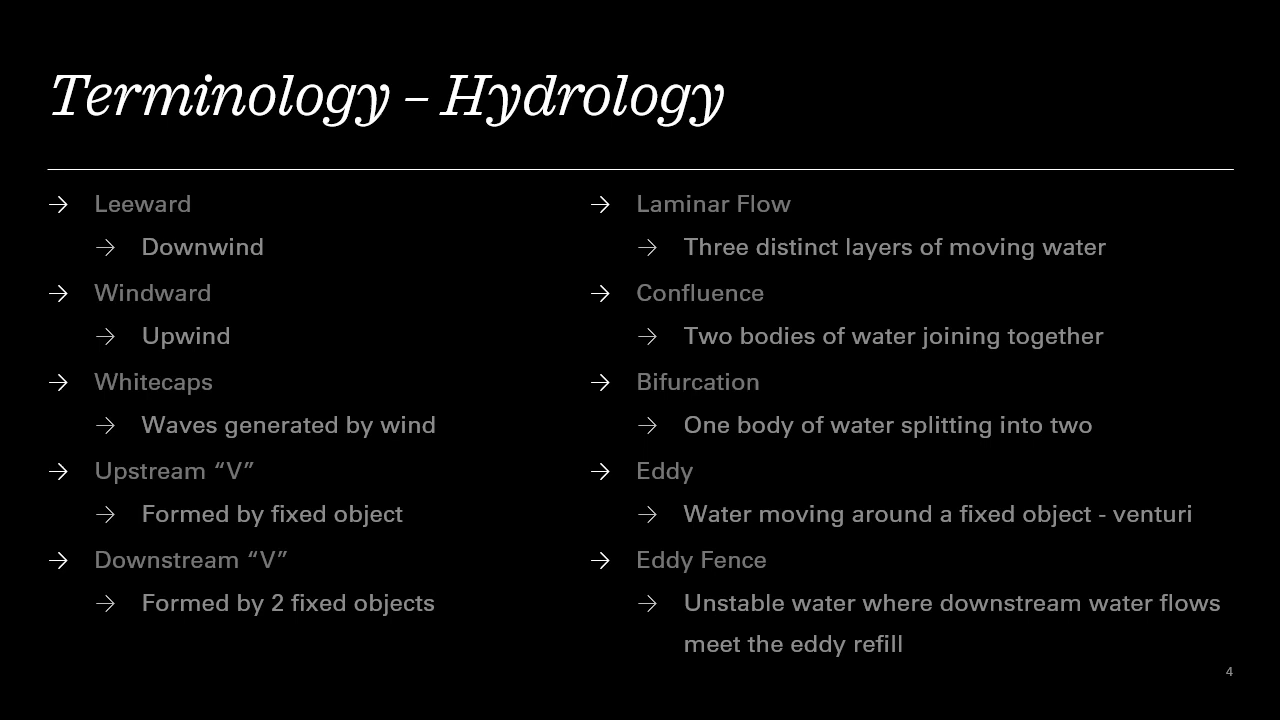 Terminology – Hydrology
→ Leeward
→ Downwind
→ Windward
→ Upwind
→ Whitecaps
→ Waves generated by wind
→ Upstream “V”
→ Formed by fixed object
→ Downstream “V”
→ Formed by 2 fixed objects
→ Laminar Flow
→ Three distinct layers of moving water
→ Confluence
→ Two bodies of water joining together
→ Bifurcation
→ One body of water splitting into two
→ Eddy
→ Water moving around a fixed object - venturi
→ Eddy Fence
→ Unstable water where downstream water flows
meet the eddy refill
4